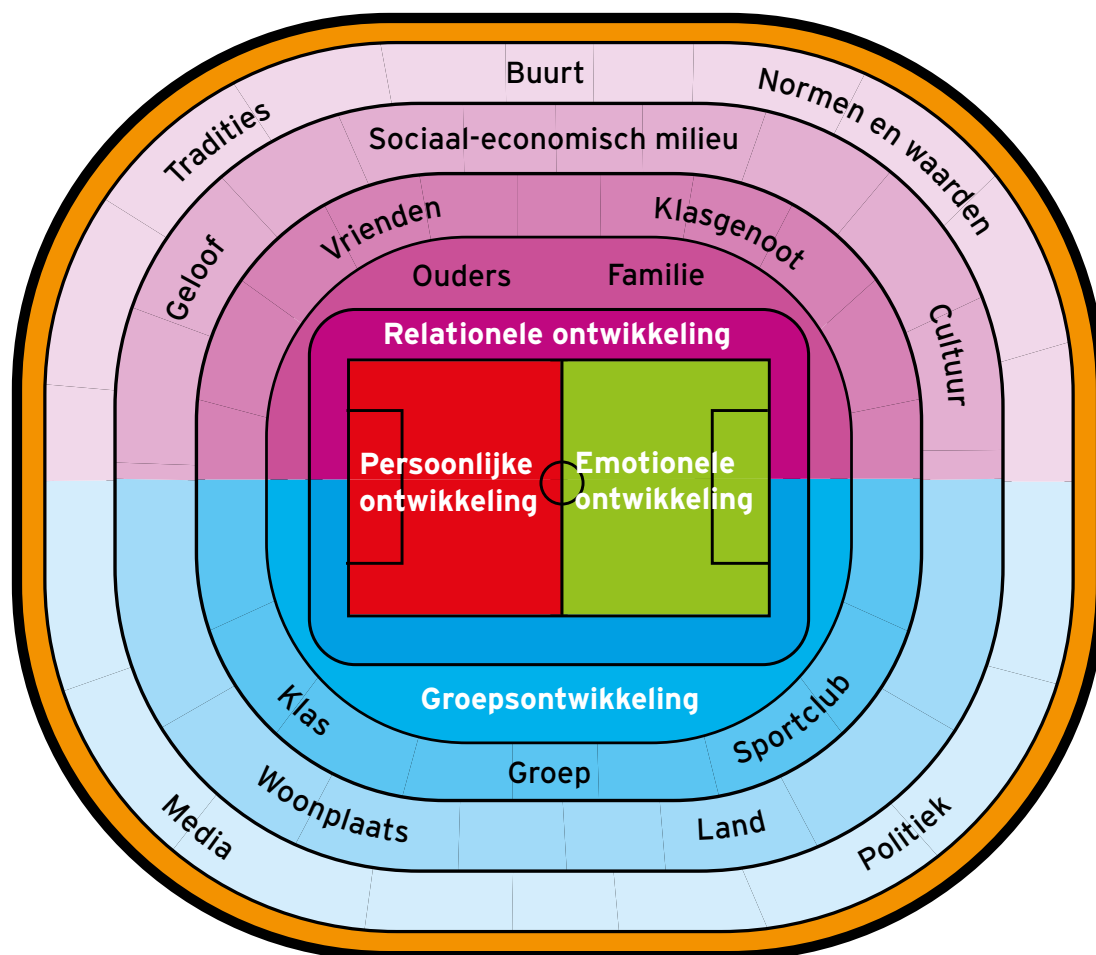 Buurt
Normen en waarden
Tradities
Sociaal-economisch milieu
Vrienden
Klasgenoot
Geloof
Ouders
Familie
Cultuur
Relationele ontwikkeling
Persoonlijke
ontwikkeling
Emotionele
ontwikkeling
Groepsontwikkeling
Klas
Sportclub
Groep
Woonplaats
Land
Media
Politiek